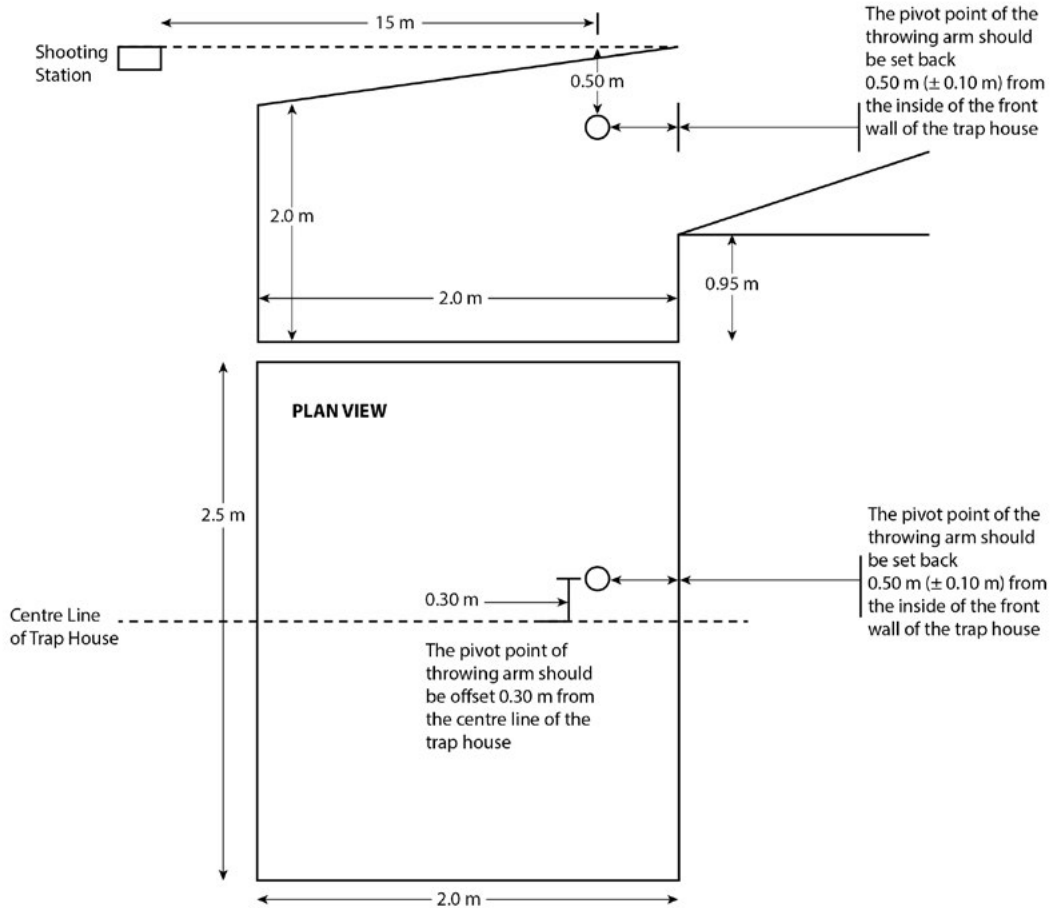 15 m
Shooting
Station
0.50 m
The pivot point of the
throwing arm should
be set back
0.50 m (± 0.10 m) from
the inside of the front
wall of the trap house
2.0 m
2.0 m
0.95 m
PLAN VIEW
2.5 m
0.30 m
Centre Line
of Trap House
The pivot point of
throwing arm should
be offset 0.30 m from
the centre line of the
trap house
The pivot point of the
throwing arm should
be set back
0.50 m (± 0.10 m) from
the inside of the front
wall of the trap house
2.0 m